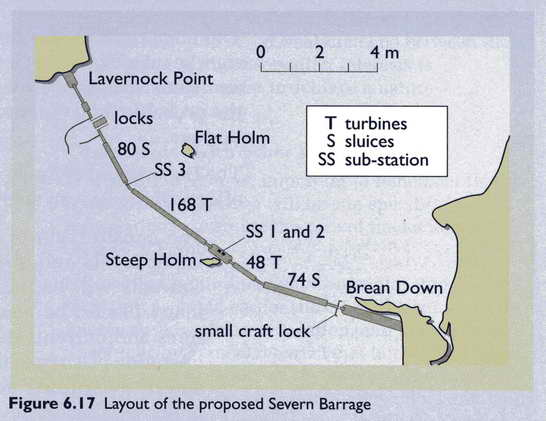 0 2 4 m
Lavernock Point
locks
T turbines
S sluices
SS sub-station
Flat Holm
80 S
SS 3
168 T
SS 1 and 2
Steep Holm
48 T
74 S
Brean Down
small craft lock
Figure 6.17 Layout of the proposed Severn Barrage